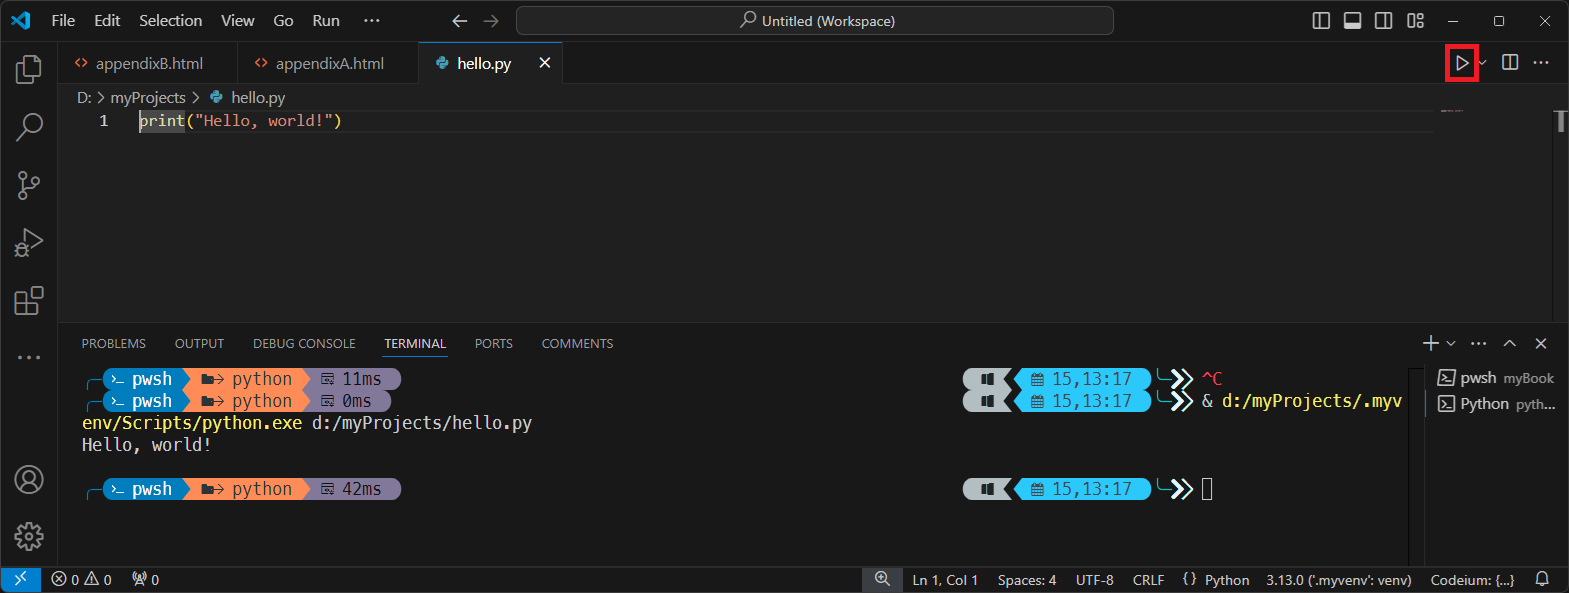 File Edit Selection View Go Run ··· Untitled (Workspace)
appendixB.html appendixA.html hello.py
D: > myProjects > hello.py
1 print("Hello, world!")
PROBLEMS OUTPUT DEBUG CONSOLE TERMINAL PORTS COMMENTS
pwsh python 11ms 15,13:17 ^C
pwsh python 0ms 15,13:17 & d:/myProjects/.myv
env/Scripts/python.exe d:/myProjects/hello.py
Hello, world!
pwsh python 42ms 15,13:17
pwsh myBook
Python pyth...
0 0 0 Ln 1, Col 1 Spaces: 4 UTF-8 CRLF {} Python 3.13.0 ('.myvenv': venv) Codeium: {...}